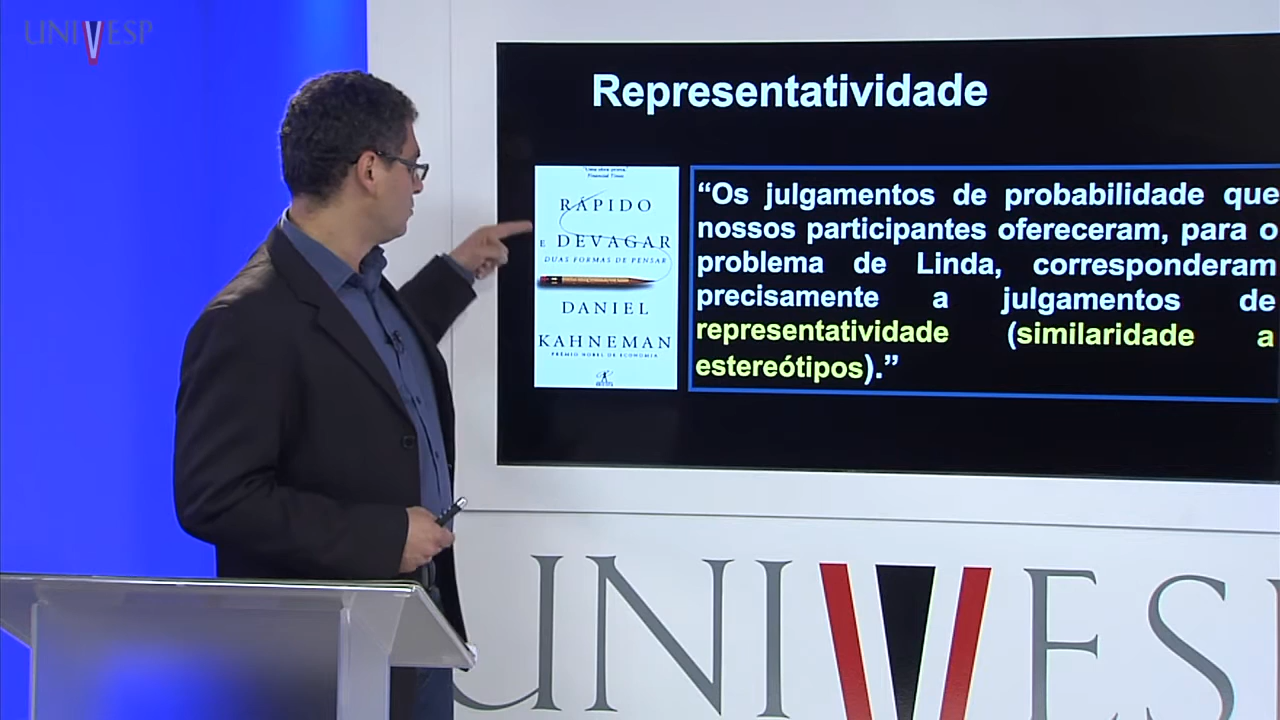 UNIVESP
Representatividade
"Uma obra-prima."
Financial Times
RÁPIDO
E DEVAGAR
DUAS FORMAS DE PENSAR
DANIEL
KAHNEMAN
PRÊMIO NOBEL DE ECONOMIA
“Os julgamentos de probabilidade que
nossos participantes ofereceram, para o
problema de Linda, corresponderam
precisamente a julgamentos de
representatividade (similaridade a
estereótipos).”
UNIVESP